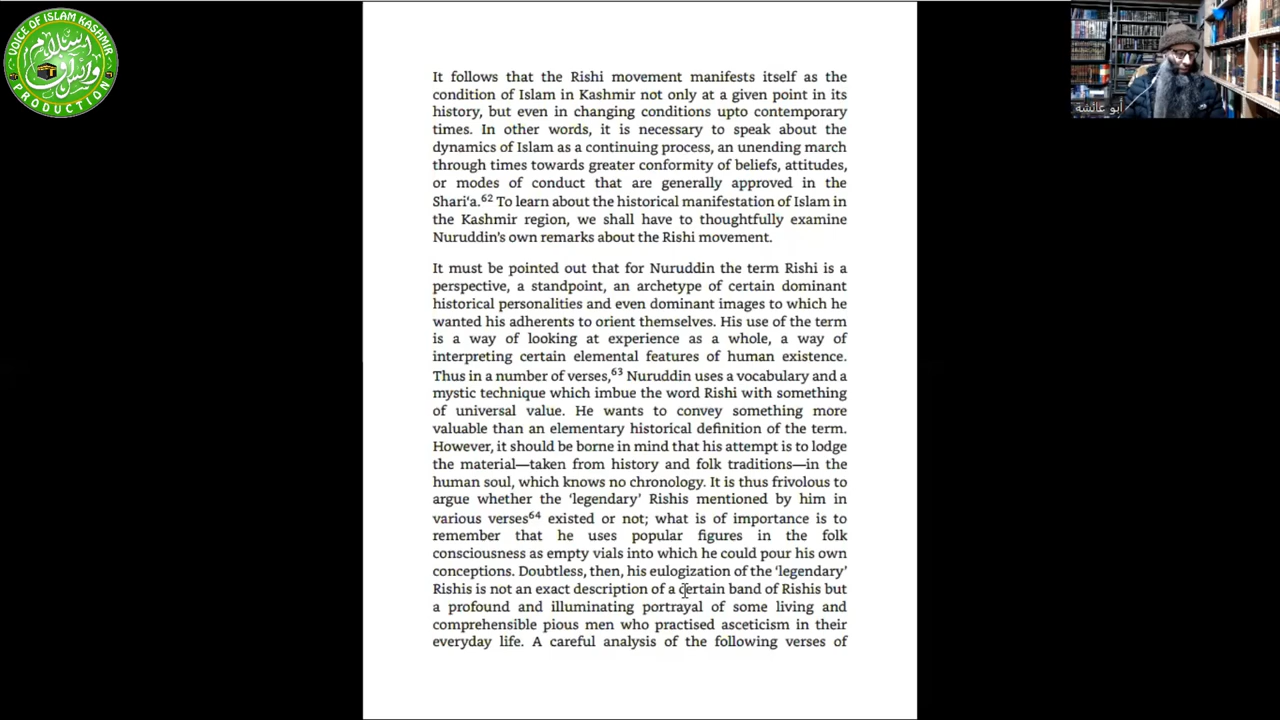 VOICE OF ISLAM KASHMIR
PRODUCTION
أبو عائشة
It follows that the Rishi movement manifests itself as the
condition of Islam in Kashmir not only at a given point in its
history, but even in changing conditions upto contemporary
times. In other words, it is necessary to speak about the
dynamics of Islam as a continuing process, an unending march
through times towards greater conformity of beliefs, attitudes,
or modes of conduct that are generally approved in the
Shari‘a.62 To learn about the historical manifestation of Islam in
the Kashmir region, we shall have to thoughtfully examine
Nuruddin’s own remarks about the Rishi movement.
It must be pointed out that for Nuruddin the term Rishi is a
perspective, a standpoint, an archetype of certain dominant
historical personalities and even dominant images to which he
wanted his adherents to orient themselves. His use of the term
is a way of looking at experience as a whole, a way of
interpreting certain elemental features of human existence.
Thus in a number of verses,63 Nuruddin uses a vocabulary and a
mystic technique which imbue the word Rishi with something
of universal value. He wants to convey something more
valuable than an elementary historical definition of the term.
However, it should be borne in mind that his attempt is to lodge
the material—taken from history and folk traditions—in the
human soul, which knows no chronology. It is thus frivolous to
argue whether the ‘legendary’ Rishis mentioned by him in
various verses64 existed or not; what is of importance is to
remember that he uses popular figures in the folk
consciousness as empty vials into which he could pour his own
conceptions. Doubtless, then, his eulogization of the ‘legendary’
Rishis is not an exact description of a certain band of Rishis but
a profound and illuminating portrayal of some living and
comprehensible pious men who practised asceticism in their
everyday life. A careful analysis of the following verses of